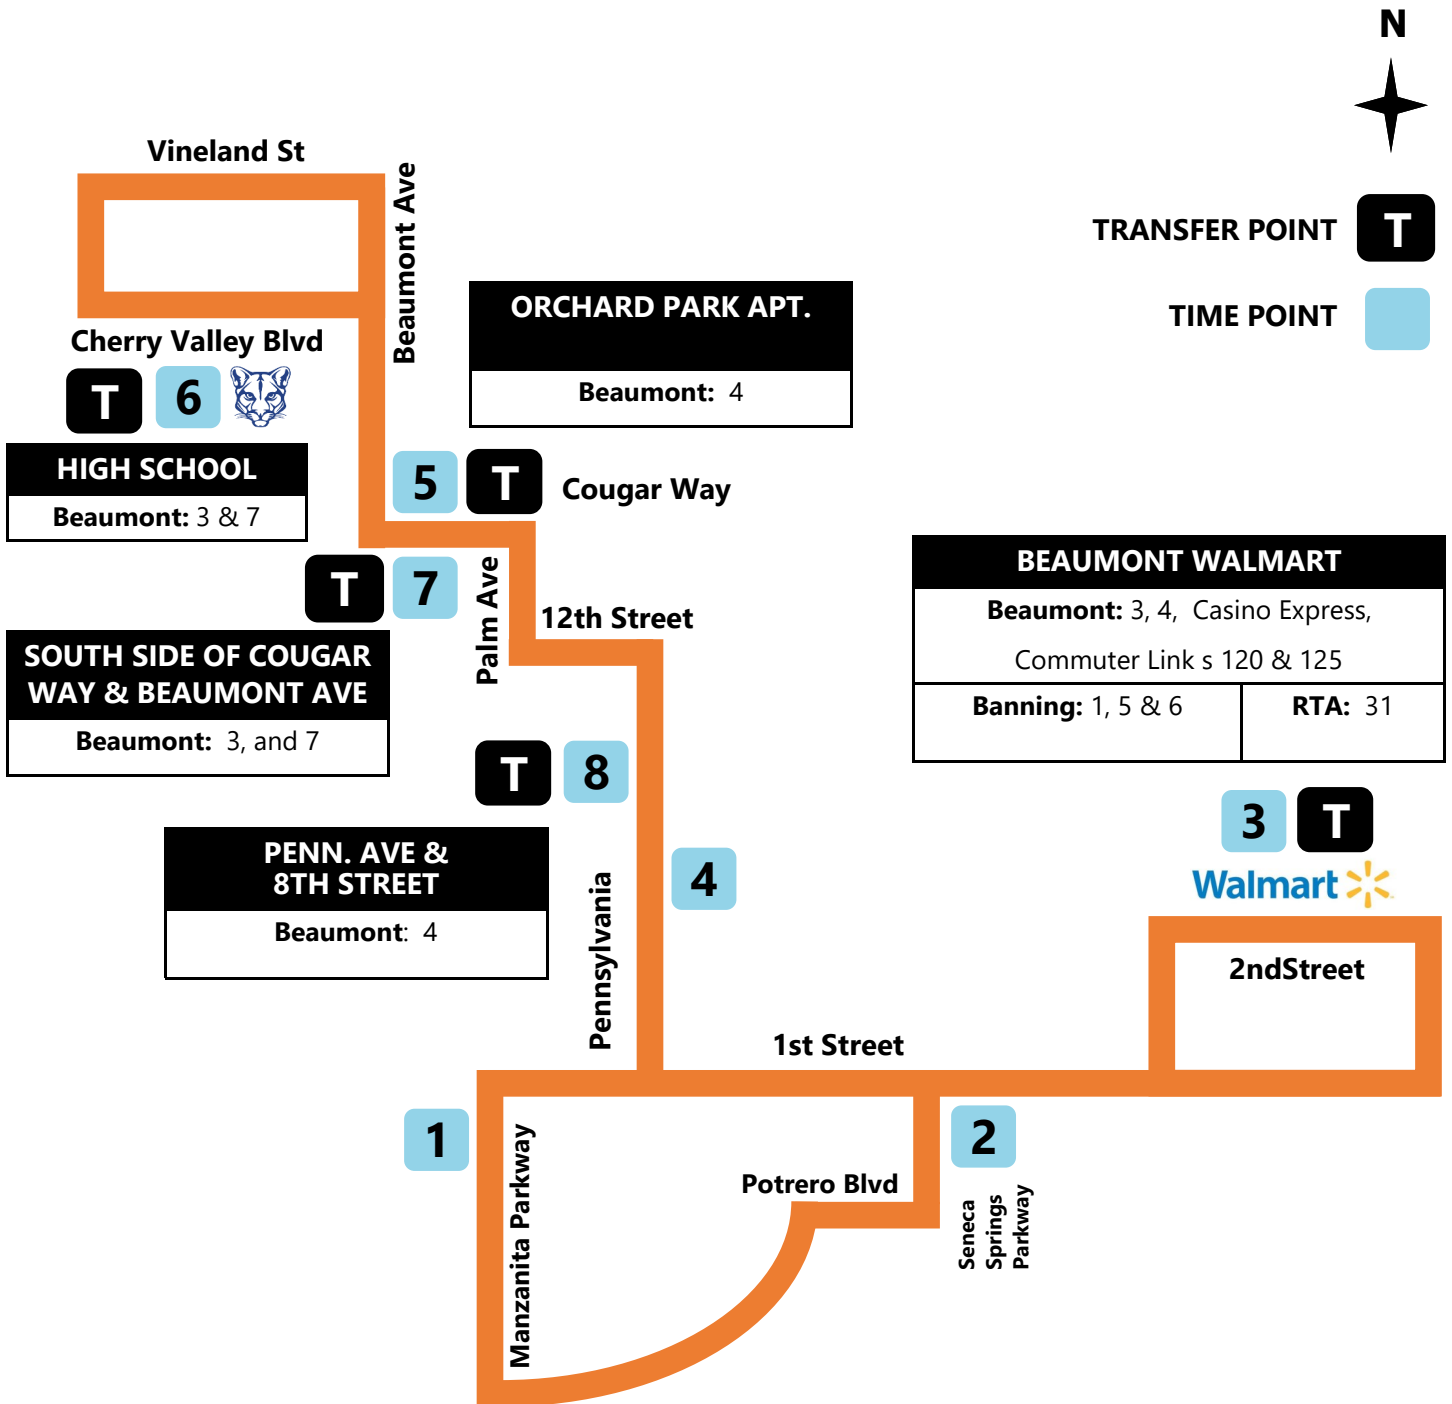 N
TRANSFER POINT
T
TIME POINT
Vineland St
Beaumont Ave
Cherry Valley Blvd
T
6
HIGH SCHOOL
Beaumont: 3 & 7
ORCHARD PARK APT.
Beaumont: 4
5
T
Cougar Way
T
7
SOUTH SIDE OF COUGAR
WAY & BEAUMONT AVE
Beaumont: 3, and 7
Palm Ave
12th Street
BEAUMONT WALMART
Beaumont: 3, 4, Casino Express,
Commuter Link s 120 & 125
Banning: 1, 5 & 6
RTA: 31
T
8
PENN. AVE &
8TH STREET
Beaumont: 4
4
Pennsylvania
3
T
Walmart
2ndStreet
1st Street
1
Manzanita Parkway
2
Potrero Blvd
Seneca
Springs
Parkway